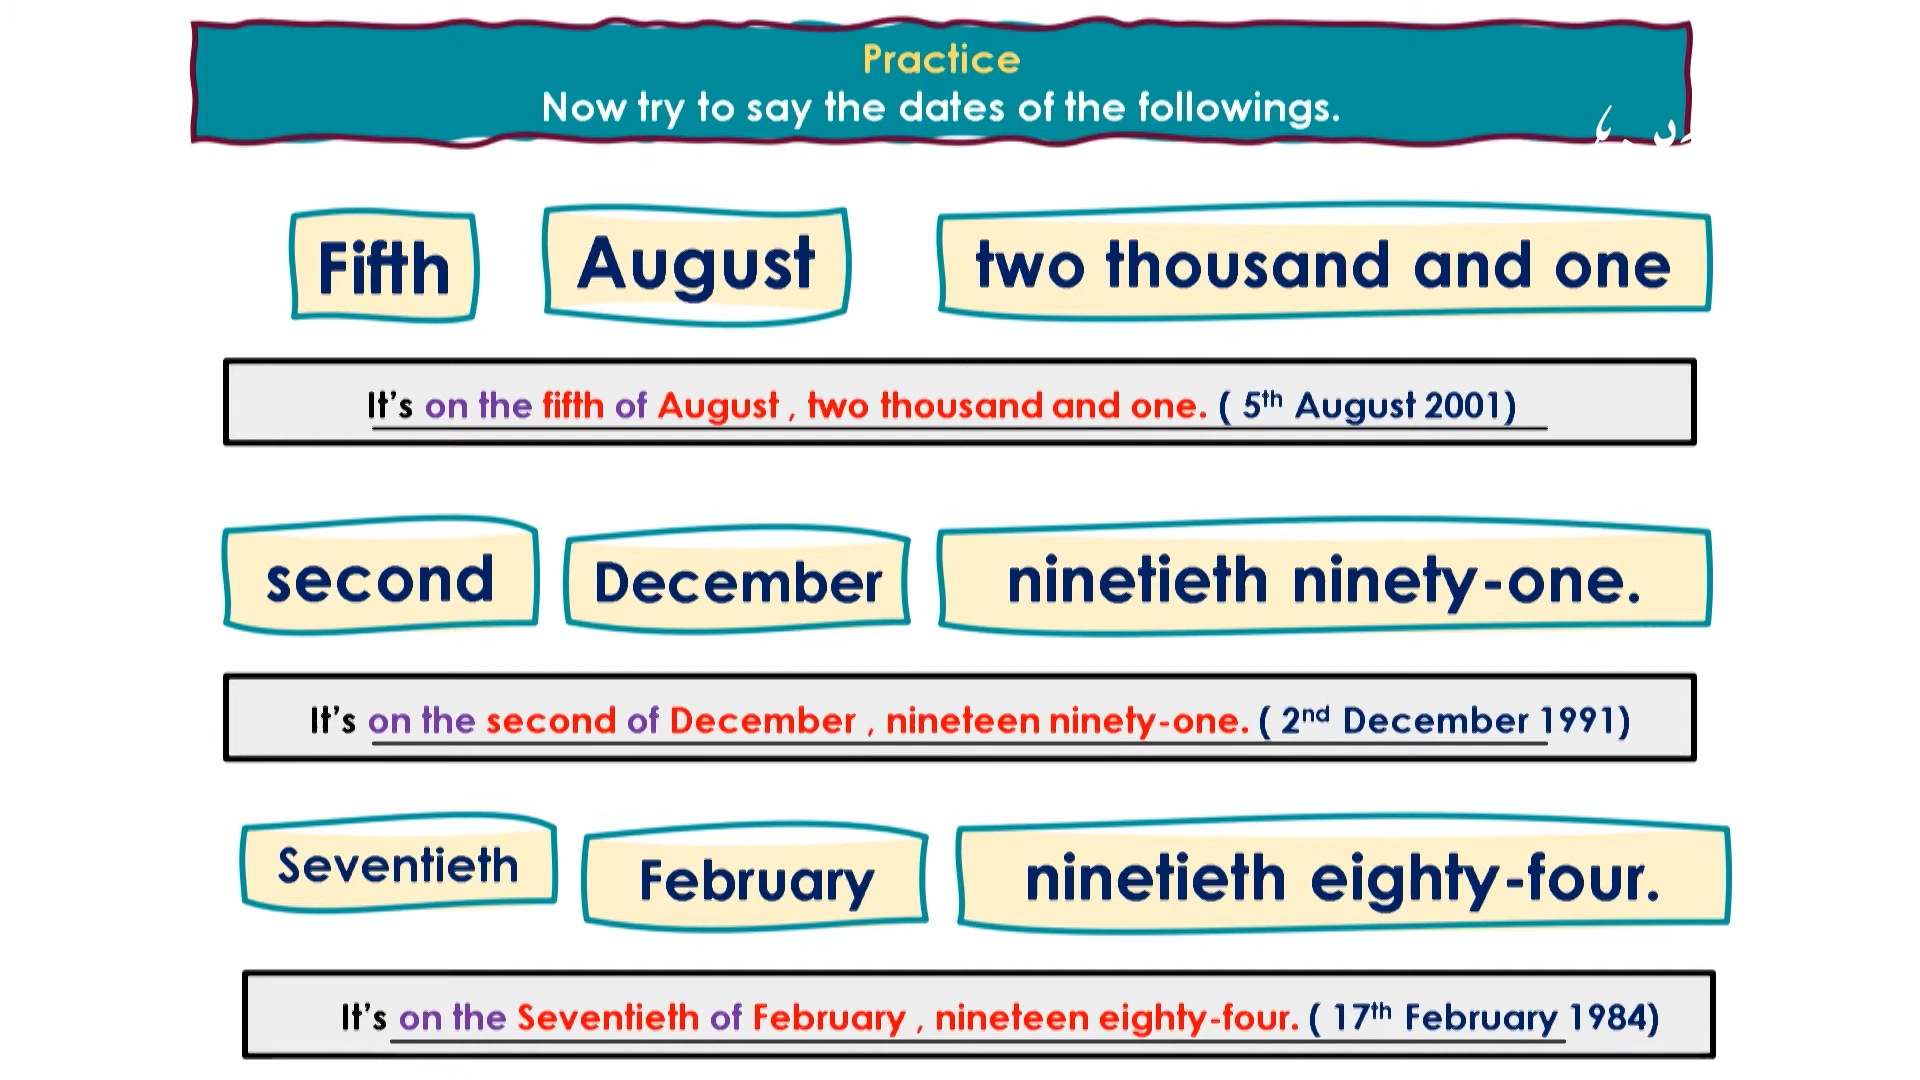 Practice
Now try to say the dates of the followings.
Fifth August two thousand and one
It's on the fifth of August , two thousand and one. ( 5th August 2001)
second December ninetieth ninety-one.
It's on the second of December , nineteen ninety-one. ( 2nd December 1991)
Seventieth February ninetieth eighty-four.
It's on the Seventieth of February , nineteen eighty-four. ( 17th February 1984)